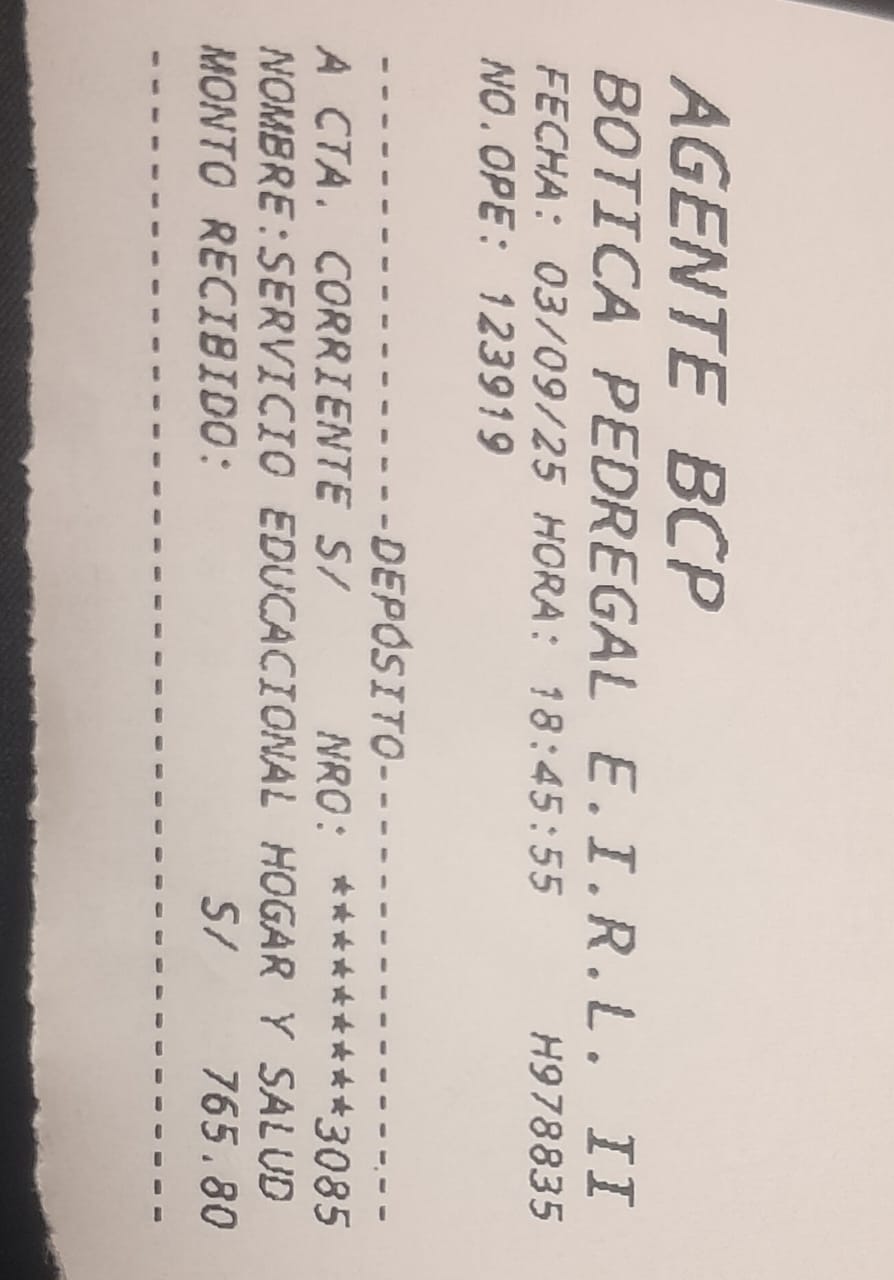 AGENTE BCP
BOTICA PEDREGAL E.I.R.L. II
FECHA: 03/09/25 HORA: 18:45:55 H978835
NO.OPE: 123919
----------------DEPÓSITO----------------
A CTA. CORRIENTE S/ NRO: **********3085
NOMBRE:SERVICIO EDUCACIONAL HOGAR Y SALUD
MONTO RECIBIDO: S/ 765.80
-----------------------------------------